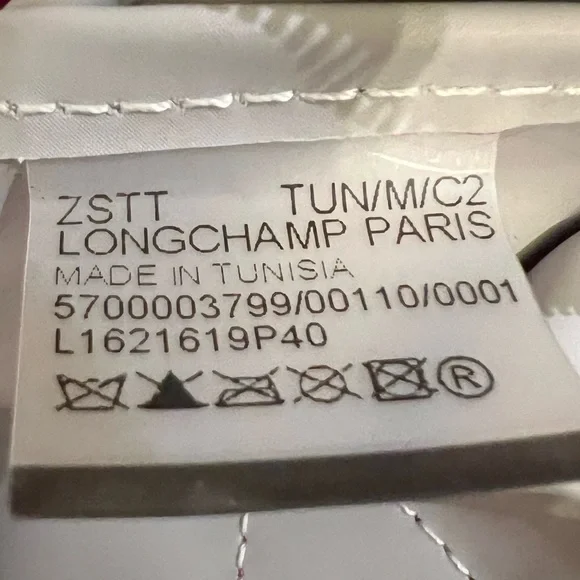 ZSTT TUN/M/C2
LONGCHAMP PARIS
MADE IN TUNISIA
5700003799/00110/0001
L1621619P40
®